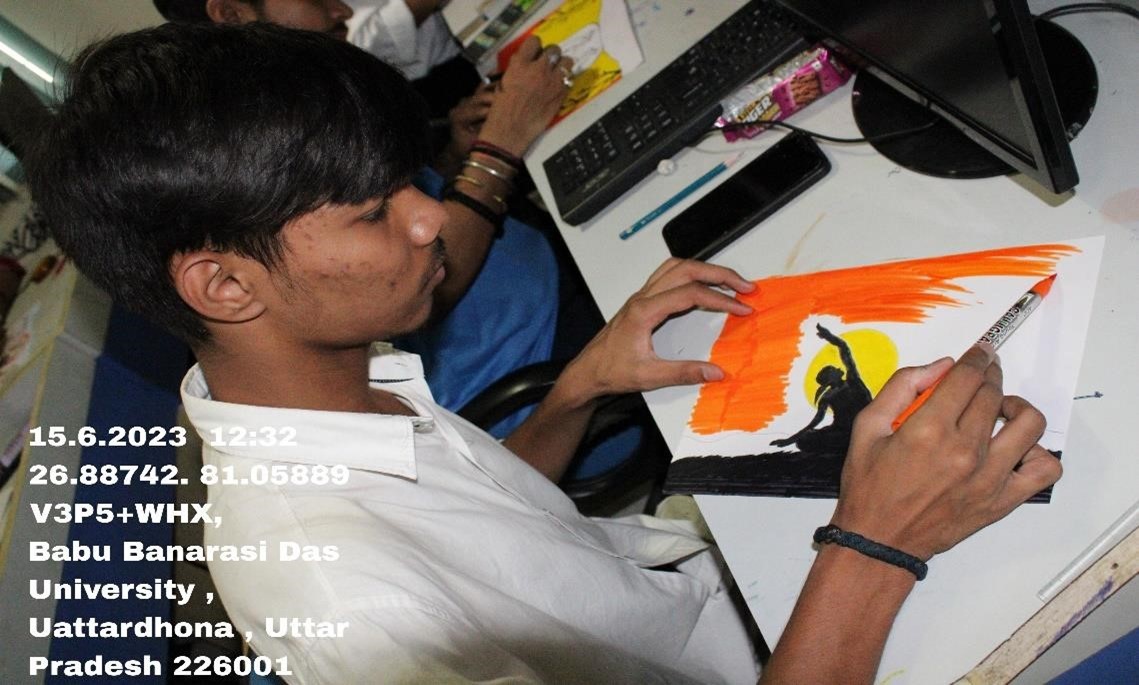 15.6.2023 12:32
26.88742. 81.05889
V3P5+WHX,
Babu Banarasi Das
University ,
Uattardhona , Uttar
Pradesh 226001